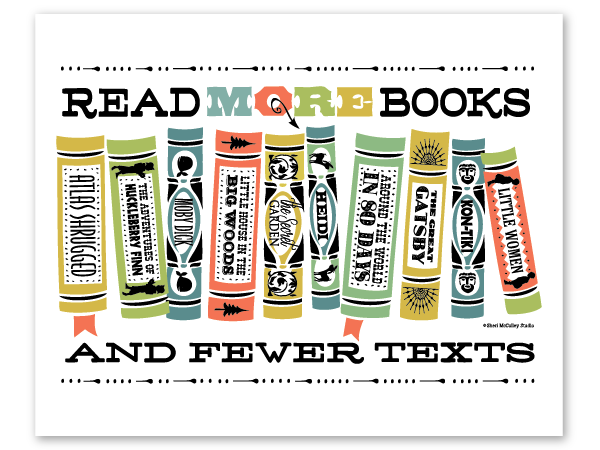 READ MORE BOOKS
ATLAS SHRUGGED
THE ADVENTURES OF
HUCKLEBERRY FINN
MOBY DUCK
LITTLE HOUSE IN THE
BIG WOODS
The Secret
GARDEN
HEIDI
AROUND THE WORLD
IN 80 DAYS
THE GREAT
GATSBY
KON-TIKI
LITTLE WOMEN
©Sheri McCulley Studio
AND FEWER TEXTS